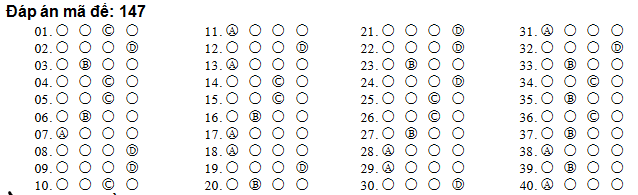 Đáp án mã đề: 147
01. ○ ○ Ⓒ ○ 11. Ⓐ ○ ○ ○ 21. ○ ○ ○ Ⓓ 31. Ⓐ ○ ○ ○
02. ○ ○ ○ Ⓓ 12. ○ ○ ○ Ⓓ 22. ○ ○ ○ Ⓓ 32. ○ ○ ○ Ⓓ
03. ○ Ⓑ ○ ○ 13. Ⓐ ○ ○ ○ 23. ○ Ⓑ ○ ○ 33. ○ Ⓑ ○ ○
04. ○ ○ Ⓒ ○ 14. ○ ○ Ⓒ ○ 24. ○ ○ ○ Ⓓ 34. ○ ○ Ⓒ ○
05. ○ ○ Ⓒ ○ 15. ○ ○ Ⓒ ○ 25. ○ ○ Ⓒ ○ 35. ○ Ⓑ ○ ○
06. ○ Ⓑ ○ ○ 16. ○ Ⓑ ○ ○ 26. ○ ○ Ⓒ ○ 36. ○ ○ Ⓒ ○
07. Ⓐ ○ ○ ○ 17. Ⓐ ○ ○ ○ 27. ○ Ⓑ ○ ○ 37. ○ Ⓑ ○ ○
08. ○ ○ ○ Ⓓ 18. Ⓐ ○ ○ ○ 28. Ⓐ ○ ○ ○ 38. Ⓐ ○ ○ ○
09. ○ ○ ○ Ⓓ 19. ○ ○ ○ Ⓓ 29. Ⓐ ○ ○ ○ 39. ○ Ⓑ ○ ○
10. ○ ○ Ⓒ ○ 20. ○ Ⓑ ○ ○ 30. ○ ○ ○ Ⓓ 40. Ⓐ ○ ○ ○